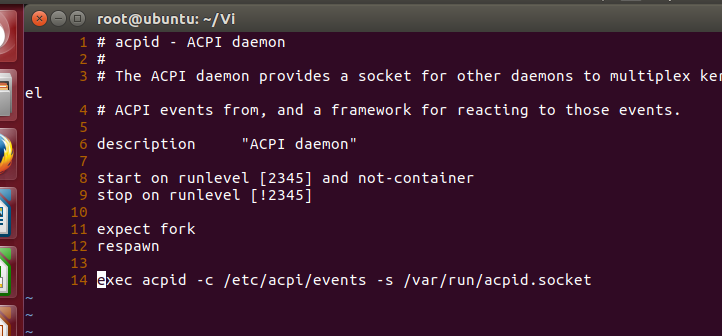 root@ubuntu: ~/Vi
1 # acpid - ACPI daemon
2 #
3 # The ACPI daemon provides a socket for other daemons to multiplex kern
el
4 # ACPI events from, and a framework for reacting to those events.
5
6 description     "ACPI daemon"
7
8 start on runlevel [2345] and not-container
9 stop on runlevel [!2345]
10
11 expect fork
12 respawn
13
14 exec acpid -c /etc/acpi/events -s /var/run/acpid.socket
~
~
~